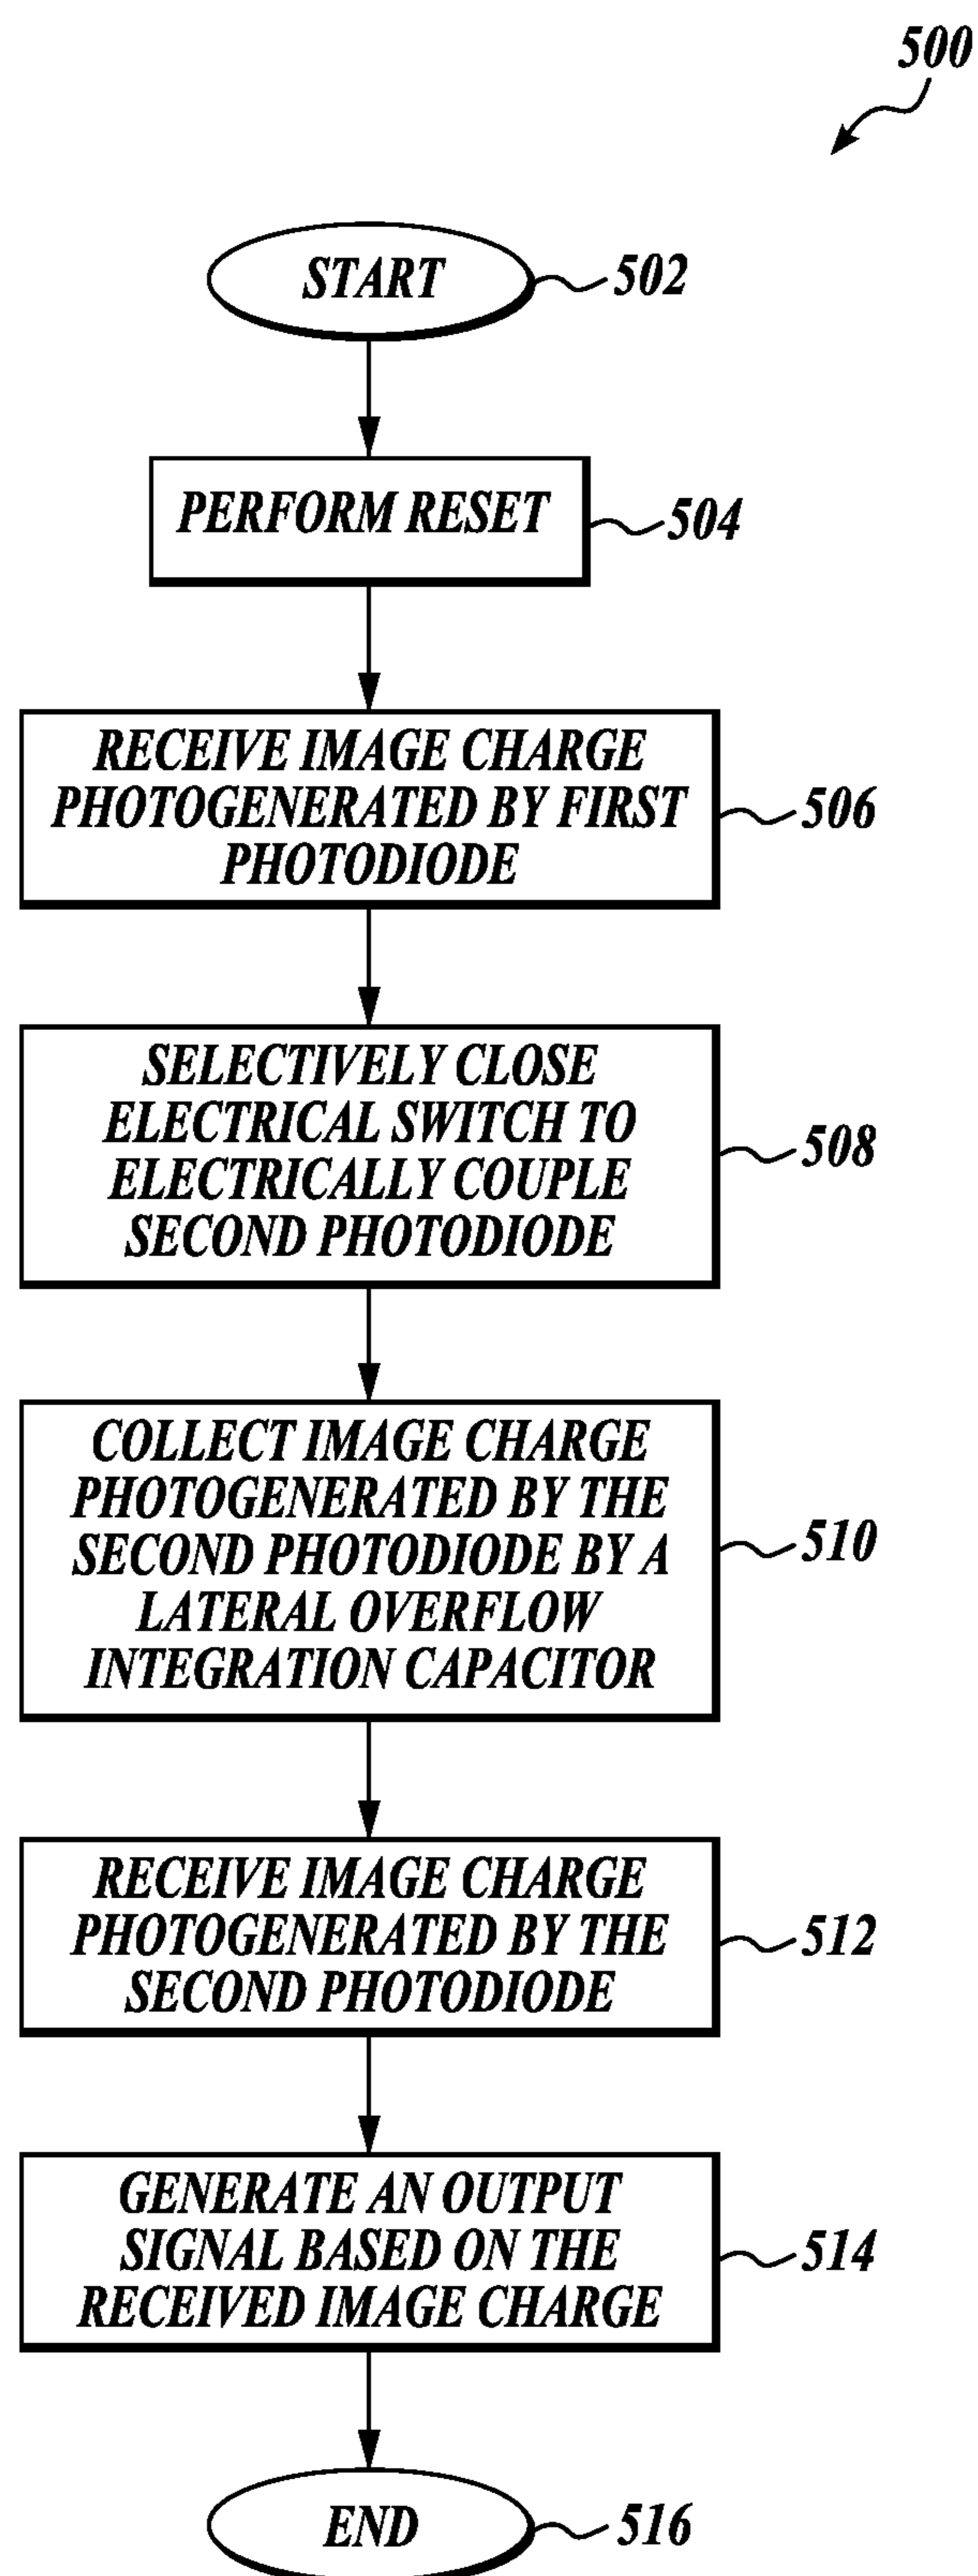 500
START
502
PERFORM RESET
504
RECEIVE IMAGE CHARGE
PHOTOGENERATED BY FIRST
PHOTODIODE
506
SELECTIVELY CLOSE
ELECTRICAL SWITCH TO
ELECTRICALLY COUPLE
SECOND PHOTODIODE
508
COLLECT IMAGE CHARGE
PHOTOGENERATED BY THE
SECOND PHOTODIODE BY A
LATERAL OVERFLOW
INTEGRATION CAPACITOR
510
RECEIVE IMAGE CHARGE
PHOTOGENERATED BY THE
SECOND PHOTODIODE
512
GENERATE AN OUTPUT
SIGNAL BASED ON THE
RECEIVED IMAGE CHARGE
514
END
516